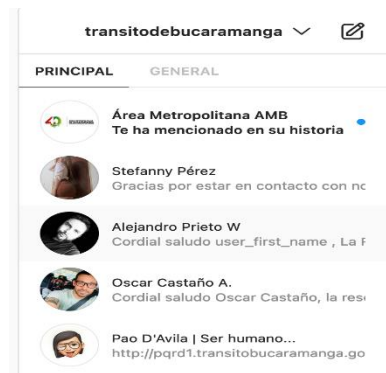 transitodebucaramanga
PRINCIPAL GENERAL
Área Metropolitana AMB
Te ha mencionado en su historia
Stefanny Pérez
Gracias por estar en contacto con
Alejandro Prieto W
Cordial saludo user_first_name , La
Oscar Castaño A.
Cordial saludo Oscar Castaño, la
Pao D'Avila | Ser humano...
http://pqrd1.transitobucaramanga.go